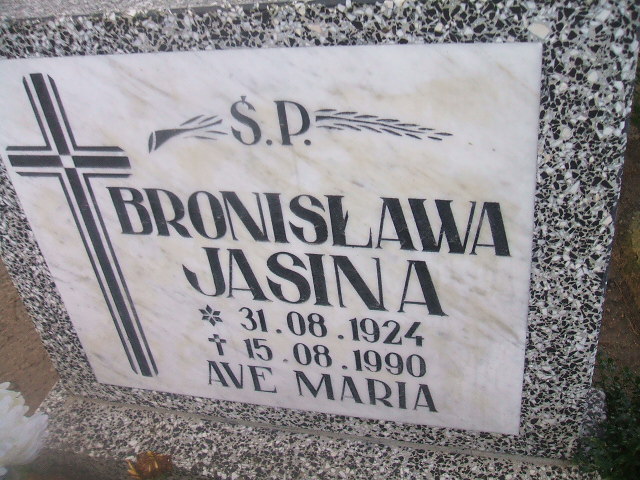 Ś.P.
BRONISŁAWA
JASINA
* 31.08.1924
✝ 15.08.1990
AVE MARIA